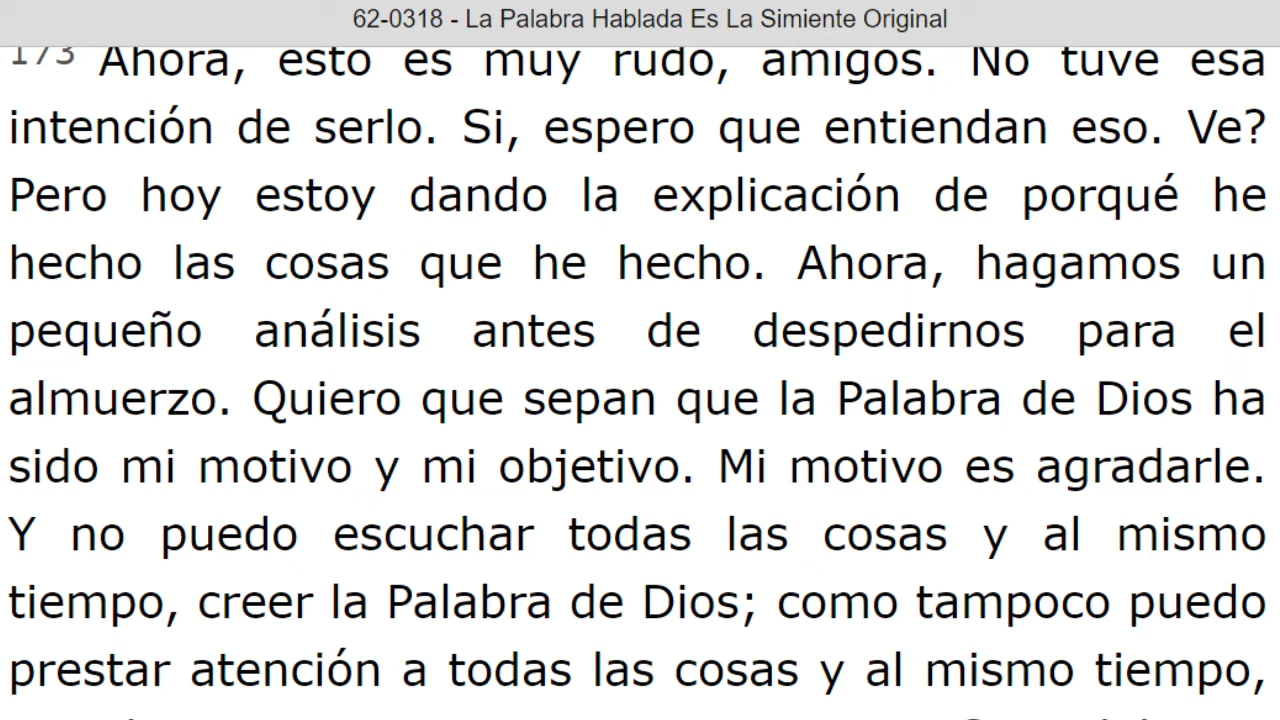 62-0318 - La Palabra Hablada Es La Simiente Original
173 Ahora, esto es muy rudo, amigos. No tuve esa
intención de serlo. Si, espero que entiendan eso. Ve?
Pero hoy estoy dando la explicación de porqué he
hecho las cosas que he hecho. Ahora, hagamos un
pequeño análisis antes de despedirnos para el
almuerzo. Quiero que sepan que la Palabra de Dios ha
sido mi motivo y mi objetivo. Mi motivo es agradarle.
Y no puedo escuchar todas las cosas y al mismo
tiempo, creer la Palabra de Dios; como tampoco puedo
prestar atención a todas las cosas y al mismo tiempo,